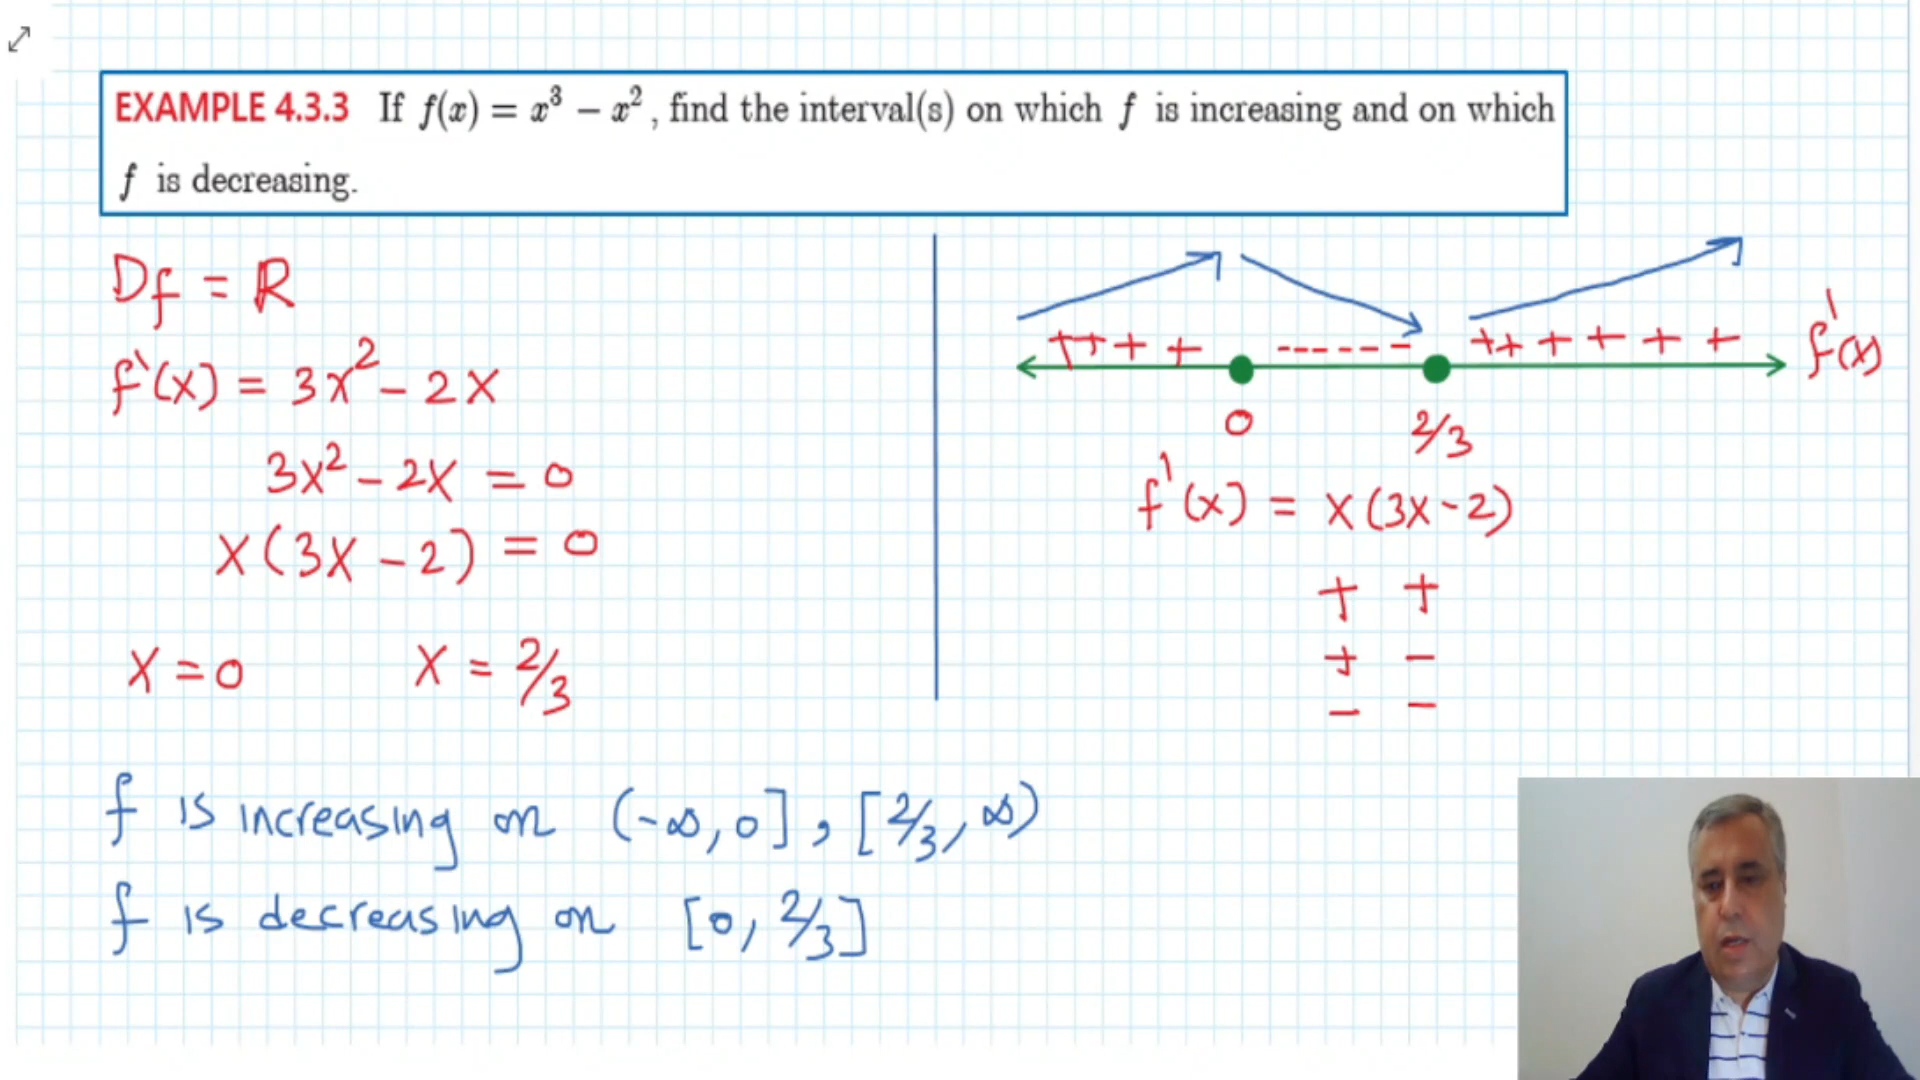 EXAMPLE 4.3.3 If f(x) = x³ − x², find the interval(s) on which f is increasing and on which
f is decreasing.
Df = R
f'(x) = 3x² - 2x
3x² - 2x = 0
x(3x - 2) = 0
x = 0 x = 2/3
+ + + + - - - - - - + + + + + + f'(x)
0 2/3
f'(x) = x(3x - 2)
+ +
+ -
- -
f is increasing on (-∞, 0] , [2/3, ∞)
f is decreasing on [0, 2/3]